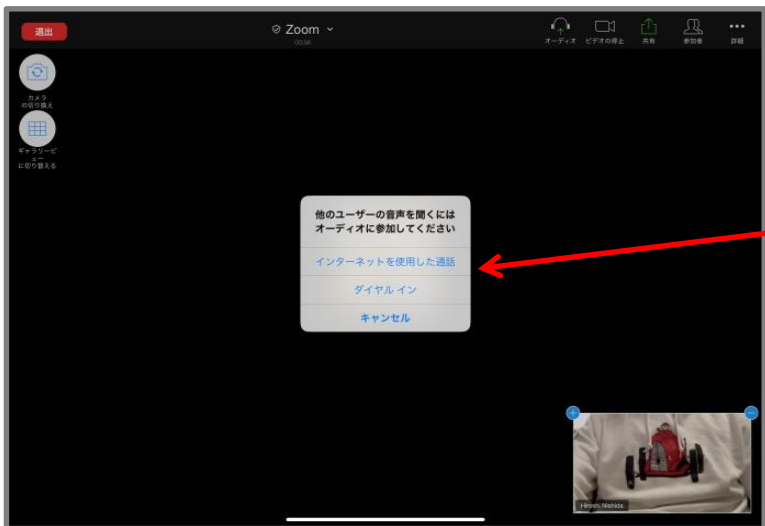 退出
Zoom
00:56
オーディオ
ビデオの停止
共有
参加者
詳細
カメラ
の切り換え
ギャラリービ
ュー
に切り替える
他のユーザーの音声を聞くには
オーディオに参加してください
インターネットを使用した通話
ダイヤル イン
キャンセル
Hiroshi Nishida